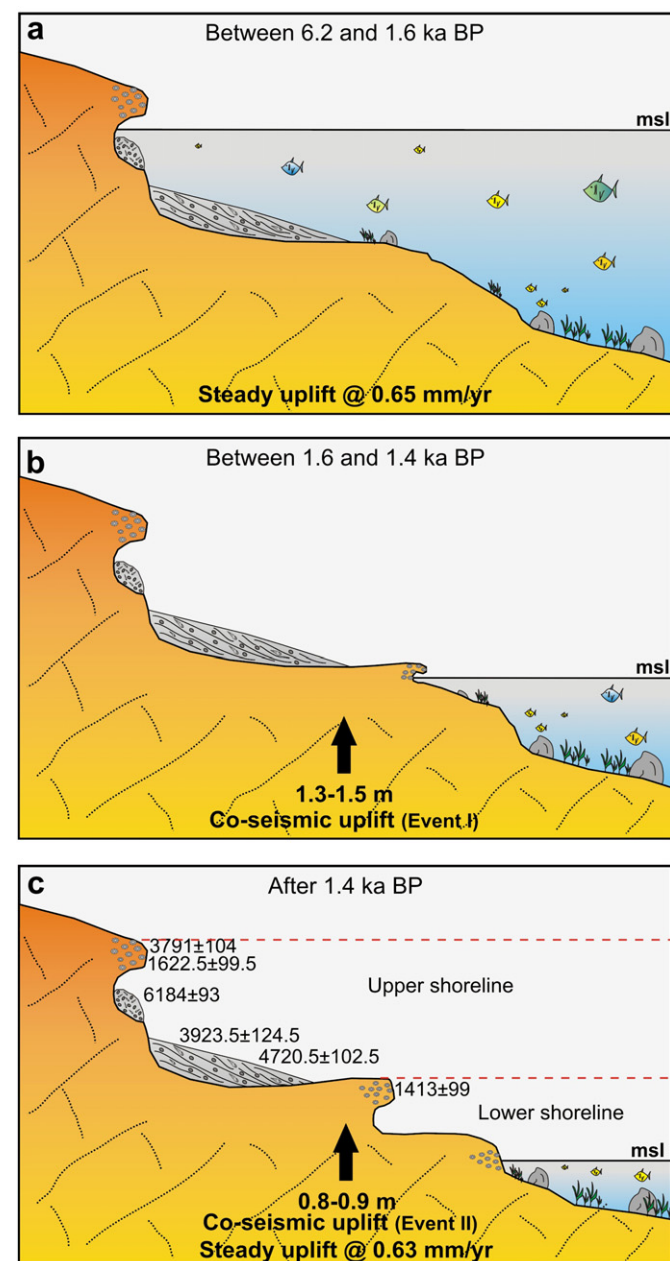 a
Between 6.2 and 1.6 ka BP
msl
Steady uplift @ 0.65 mm/yr
b
Between 1.6 and 1.4 ka BP
msl
1.3-1.5 m
Co-seismic uplift (Event I)
c
After 1.4 ka BP
3791±104
1622.5±99.5
Upper shoreline
6184±93
3923.5±124.5
4720.5±102.5
1413±99
Lower shoreline
msl
0.8-0.9 m
Co-seismic uplift (Event II)
Steady uplift @ 0.63 mm/yr